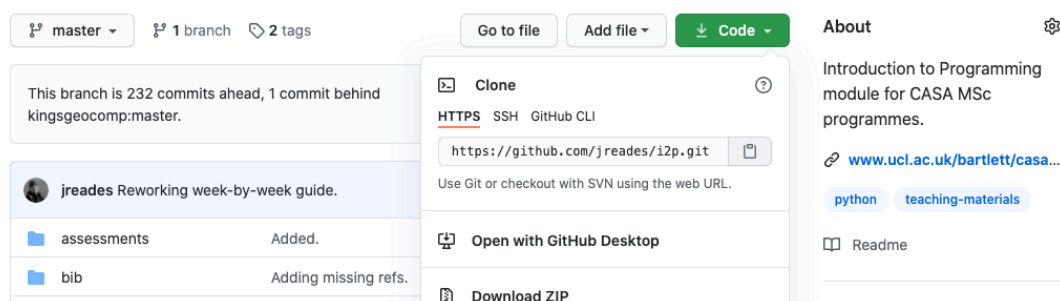 master
1 branch
2 tags
Go to file
Add file
Code
This branch is 232 commits ahead, 1 commit behind
kingsgeocomp:master.
jreades Reworking week-by-week guide.
assessments Added.
bib Adding missing refs.
Clone
HTTPS SSH GitHub CLI
https://github.com/jreades/i2p.git
Use Git or checkout with SVN using the web URL.
Open with GitHub Desktop
Download ZIP
About
Introduction to Programming
module for CASA MSc
programmes.
www.ucl.ac.uk/bartlett/casa...
python teaching-materials
Readme